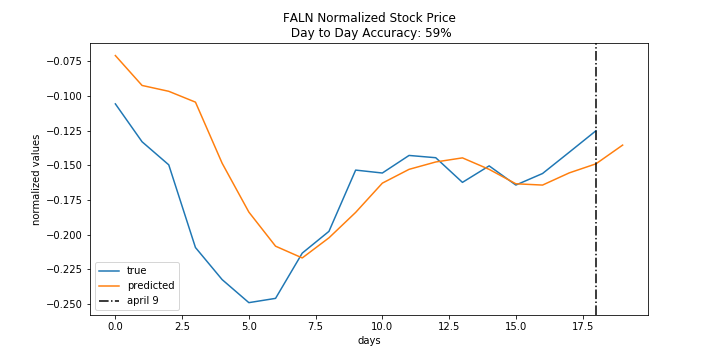 FALN Normalized Stock Price
Day to Day Accuracy: 59%
−0.075
−0.100
−0.125
−0.150
−0.175
−0.200
−0.225
−0.250
normalized values
true
predicted
april 9
0.0 2.5 5.0 7.5 10.0 12.5 15.0 17.5
days